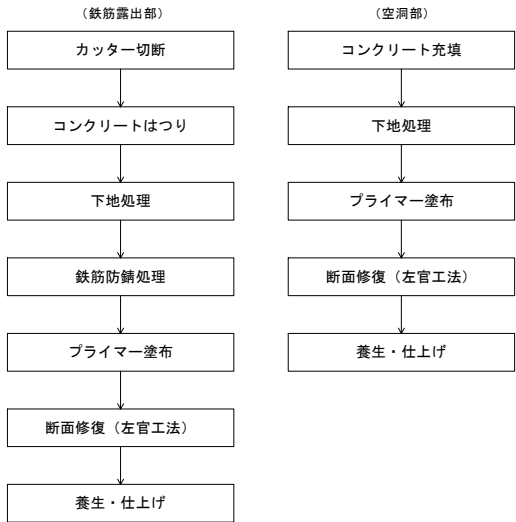 （鉄筋露出部）
カッター切断
コンクリートはつり
下地処理
鉄筋防錆処理
プライマー塗布
断面修復（左官工法）
養生・仕上げ
（空洞部）
コンクリート充填
下地処理
プライマー塗布
断面修復（左官工法）
養生・仕上げ